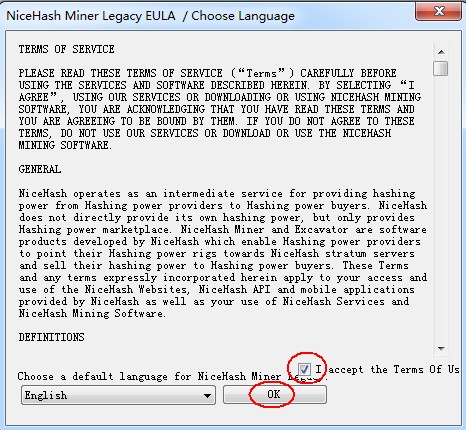 NiceHash Miner Legacy EULA / Choose Language
TERMS OF SERVICE
PLEASE READ THESE TERMS OF SERVICE (“Terms”) CAREFULLY BEFORE
USING THE SERVICES AND SOFTWARE DESCRIBED HEREIN. BY SELECTING “I
AGREE”, USING OUR SERVICES OR DOWNLOADING OR USING NICEHASH MINING
SOFTWARE, YOU ARE ACKNOWLEDGING THAT YOU HAVE READ THESE TERMS AND
YOU ARE AGREEING TO BE BOUND BY THEM. IF YOU DO NOT AGREE TO THESE
TERMS, DO NOT USE OUR SERVICES OR DOWNLOAD OR USE THE NICEHASH
MINING SOFTWARE.
GENERAL
NiceHash operates as an intermediate service for providing hashing
power from Hashing power providers to Hashing power buyers. NiceHash
does not directly provide its own hashing power, but only provides
Hashing power marketplace. NiceHash Miner and Excavator are software
products developed by NiceHash which enable Hashing power providers
to point their Hashing power rigs towards NiceHash stratum servers
and sell their hashing power to Hashing power buyers. These Terms
and any terms expressly incorporated herein apply to your access and
use of the NiceHash Websites, NiceHash API and mobile applications
provided by NiceHash as well as your use of NiceHash Services and
NiceHash Mining Software.
DEFINITIONS
I accept the Terms Of Us
Choose a default language for NiceHash Miner
English
OK